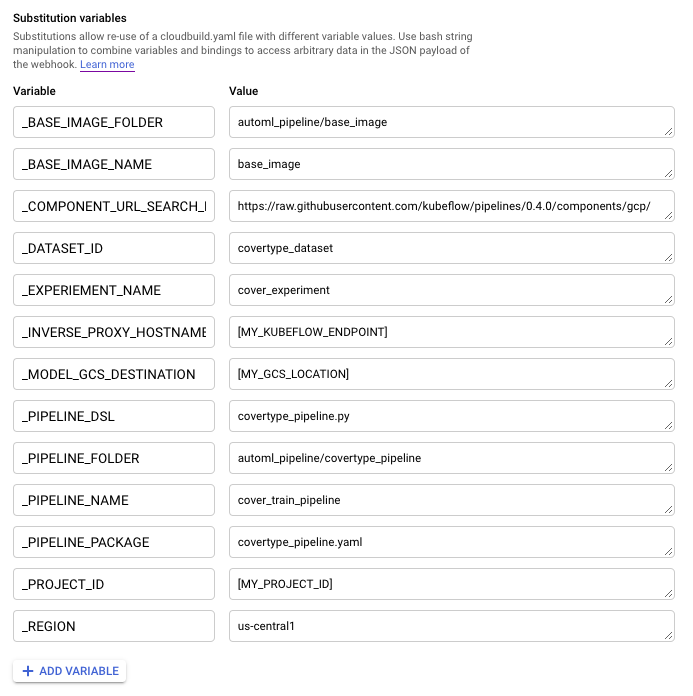 Substitution variables
Substitutions allow re-use of a cloudbuild.yaml file with different variable values. Use bash string
manipulation to combine variables and bindings to access arbitrary data in the JSON payload of
the webhook. Learn more
Variable Value
_BASE_IMAGE_FOLDER automl_pipeline/base_image
_BASE_IMAGE_NAME base_image
_COMPONENT_URL_SEARCH_ https://raw.githubusercontent.com/kubeflow/pipelines/0.4.0/components/gcp/
_DATASET_ID covertype_dataset
_EXPERIEMENT_NAME cover_experiment
_INVERSE_PROXY_HOSTNAME [MY_KUBEFLOW_ENDPOINT]
_MODEL_GCS_DESTINATION [MY_GCS_LOCATION]
_PIPELINE_DSL covertype_pipeline.py
_PIPELINE_FOLDER automl_pipeline/covertype_pipeline
_PIPELINE_NAME cover_train_pipeline
_PIPELINE_PACKAGE covertype_pipeline.yaml
_PROJECT_ID [MY_PROJECT_ID]
_REGION us-central1
+ ADD VARIABLE